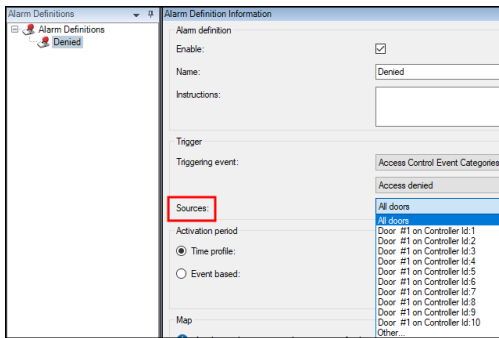 Alarm Definitions
Alarm Definitions
Denied
Alarm Definition Information
Alarm definition
Enable:
Name: Denied
Instructions:
Trigger
Triggering event: Access Control Event Categories
Access denied
Sources: All doors
All doors
Door #1 on Controller Id:1
Door #1 on Controller Id:2
Door #1 on Controller Id:3
Door #1 on Controller Id:4
Door #1 on Controller Id:5
Door #1 on Controller Id:6
Door #1 on Controller Id:7
Door #1 on Controller Id:8
Door #1 on Controller Id:9
Door #1 on Controller Id:10
Other...
Activation period
Time profile:
Event based:
Map